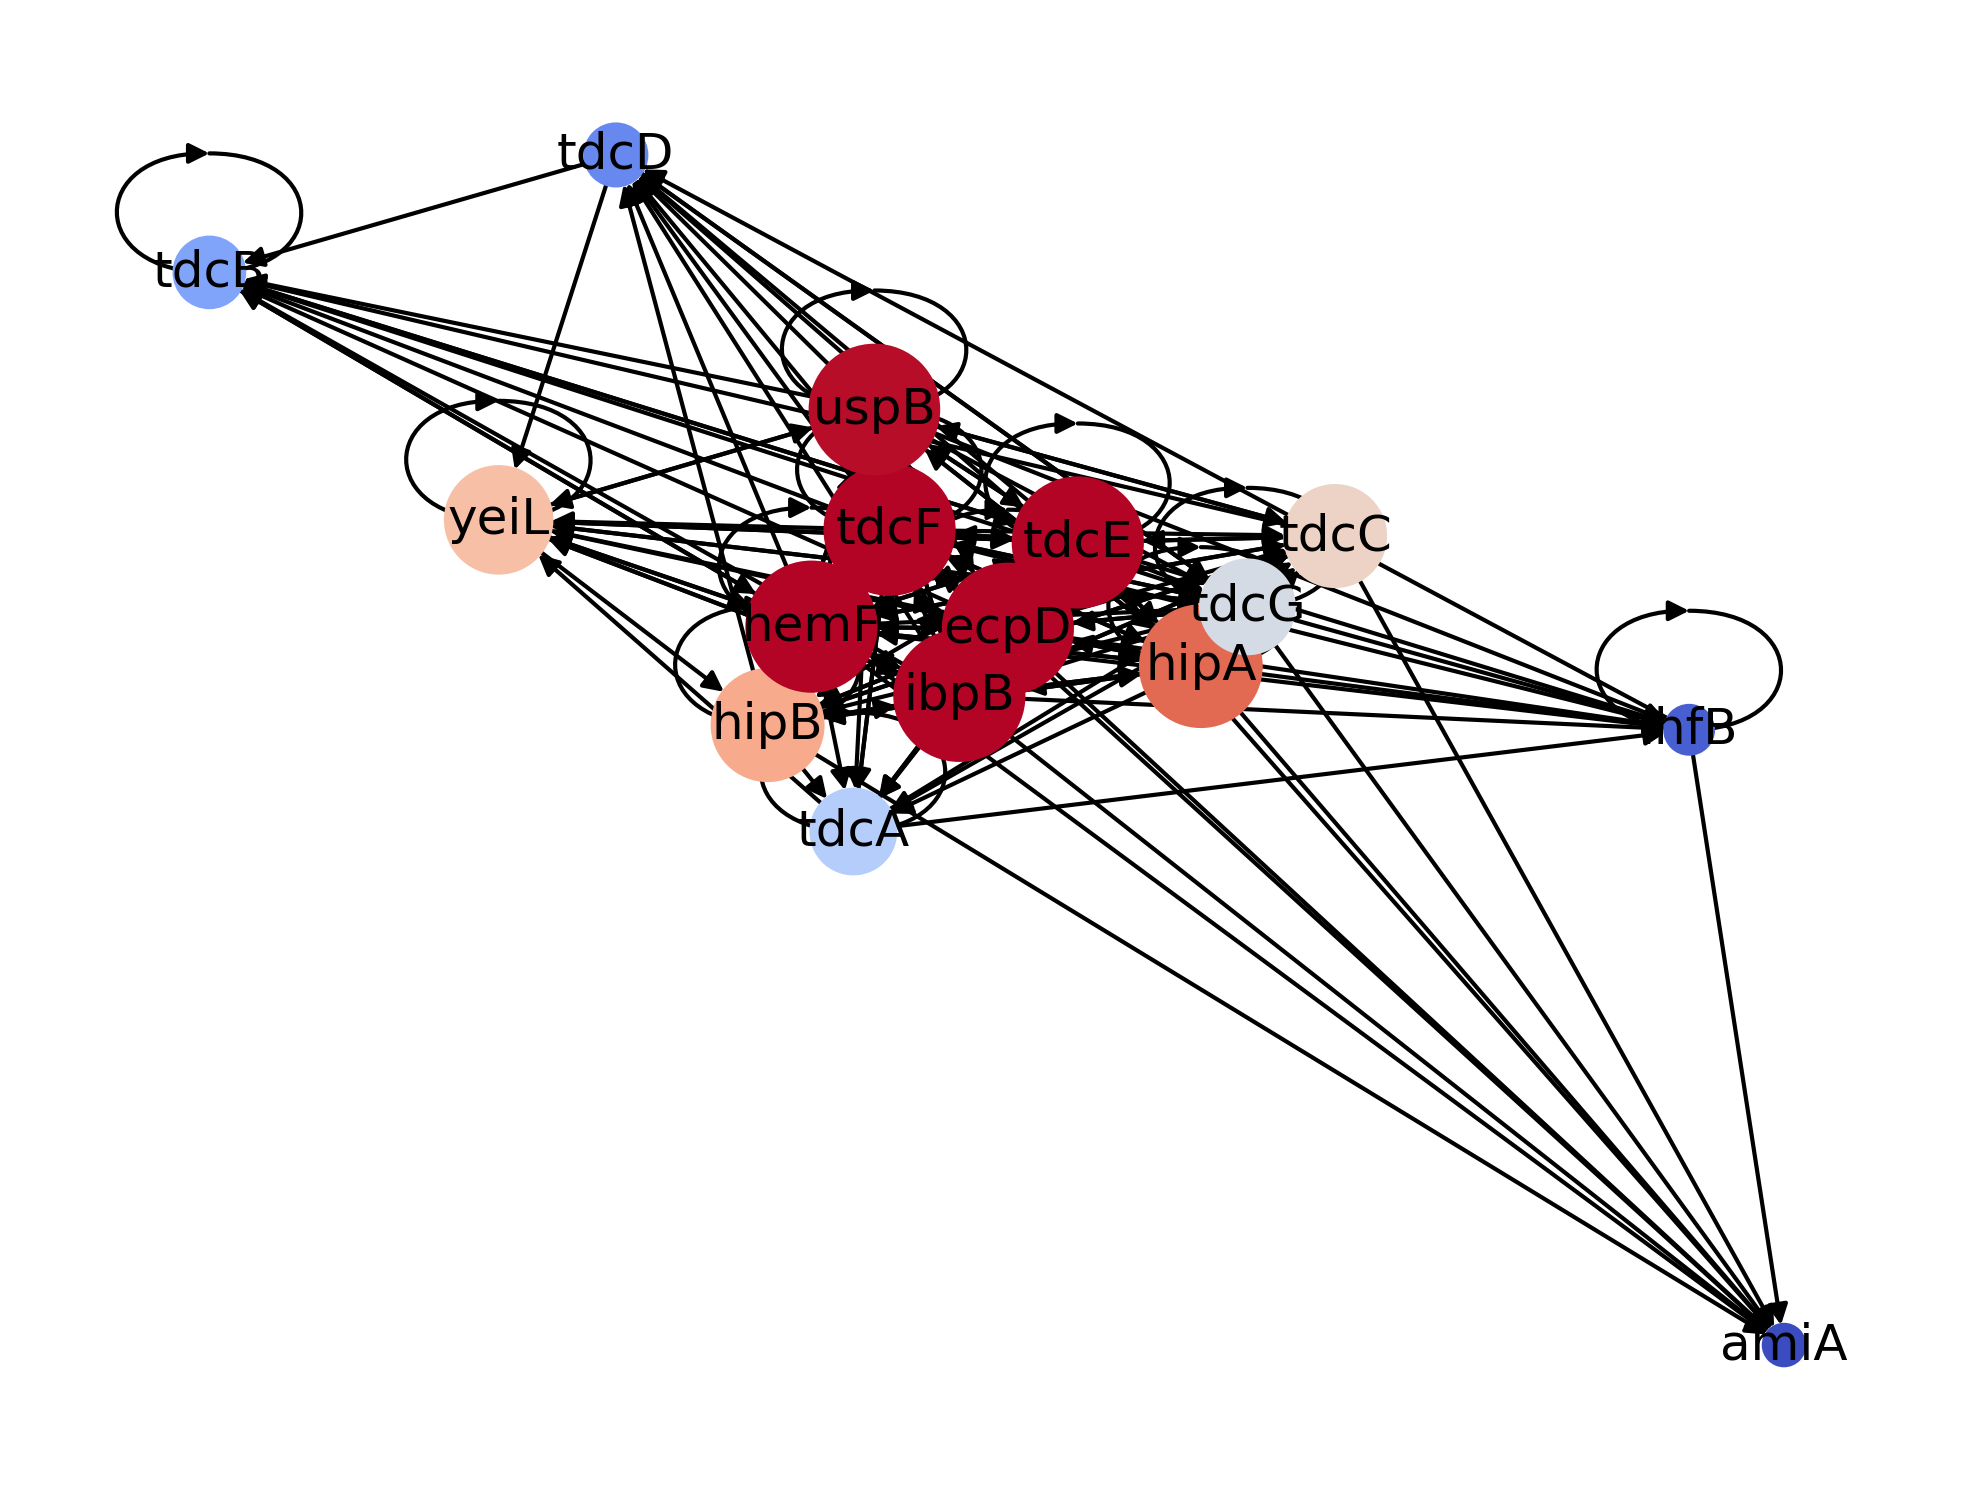 tdcD
tdcB
uspB
yeiL
tdcF
tdcE
tdcC
tdcG
hemF
ecpD
hipA
ibpB
hipB
hfB
tdcA
amiA